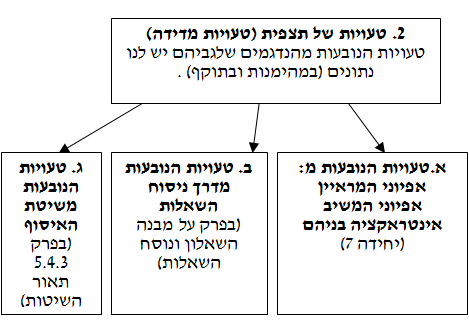 2. טעויות של תצפית (טעויות מדידה)
טעויות הנובעות מהנדגמים שלגביהם יש לנו
נתונים (במהימנות ובתוקף) .
א.טעויות הנובעות מ:
אפיוני המראיין
אפיוני המשיב
אינטראקציה בניהם
(יחידה 7)
ב. טעויות הנובעות
מדרך ניסוח
השאלות
(בפרק על מבנה
השאלון ונוסח
השאלות)
ג. טעויות
הנובעות
משיטת
האיסוף
(בפרק
5.4.3
תאור
השיטות)